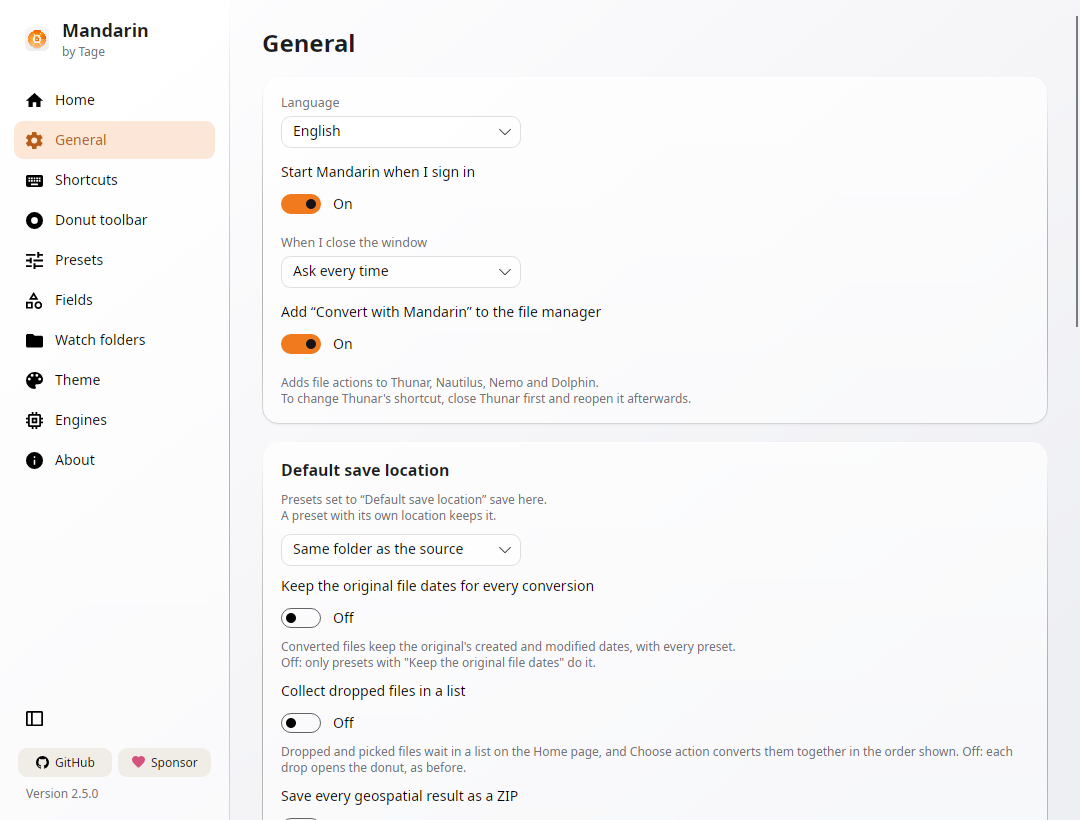 Mandarin
by Tage
Home
General
Shortcuts
Donut toolbar
Presets
Fields
Watch folders
Theme
Engines
About
GitHub
Sponsor
Version 2.5.0
General
Language
English
Start Mandarin when I sign in
On
When I close the window
Ask every time
Add “Convert with Mandarin” to the file manager
On
Adds file actions to Thunar, Nautilus, Nemo and Dolphin.
To change Thunar's shortcut, close Thunar first and reopen it afterwards.
Default save location
Presets set to “Default save location” save here.
A preset with its own location keeps it.
Same folder as the source
Keep the original file dates for every conversion
Off
Converted files keep the original's created and modified dates, with every preset.
Off: only presets with "Keep the original file dates" do it.
Collect dropped files in a list
Off
Dropped and picked files wait in a list on the Home page, and Choose action converts them together in the order shown. Off: each
drop opens the donut, as before.
Save every geospatial result as a ZIP